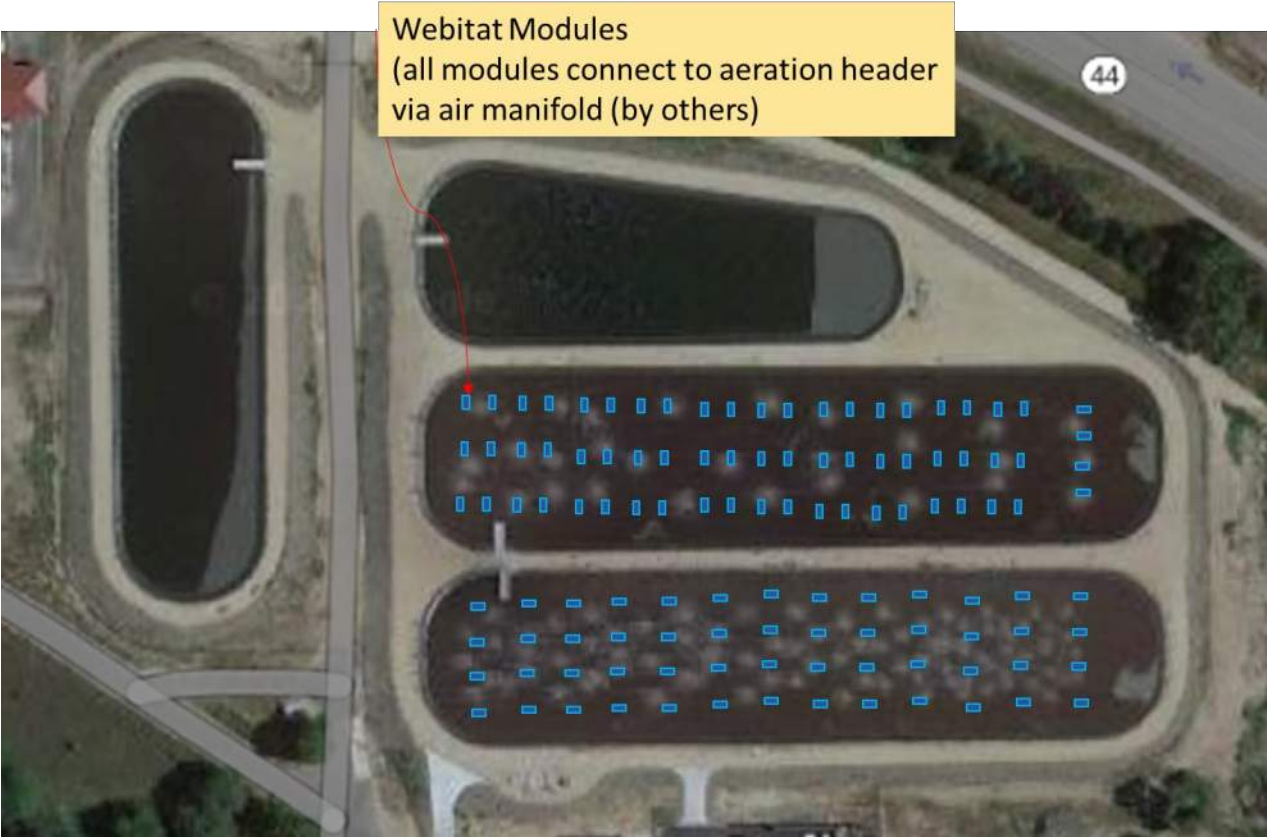 Webitat Modules
(all modules connect to aeration header
via air manifold (by others)
44